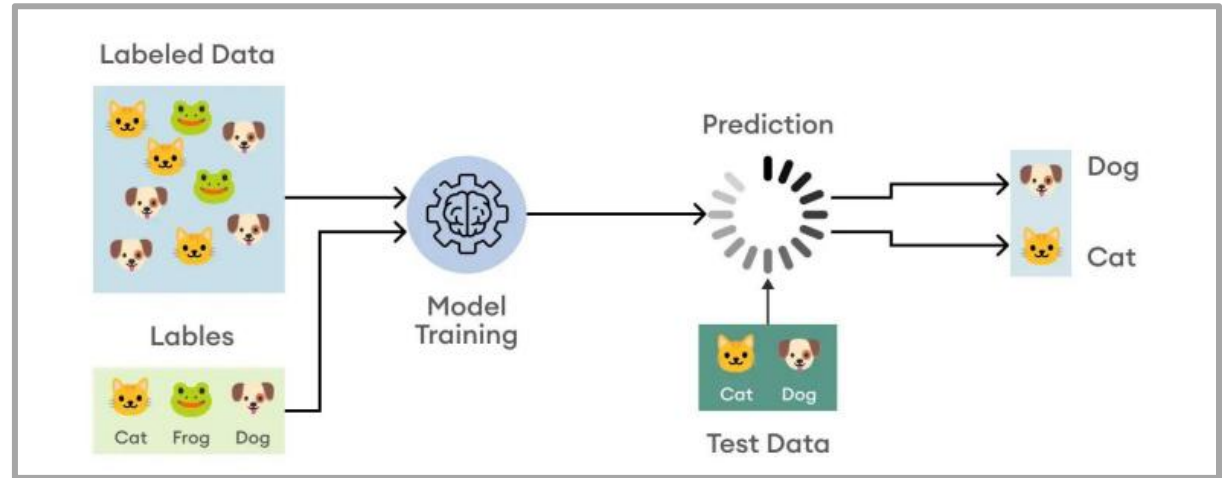 Labeled Data
Lables
Cat Frog Dog
Model
Training
Prediction
Cat Dog
Test Data
Dog
Cat